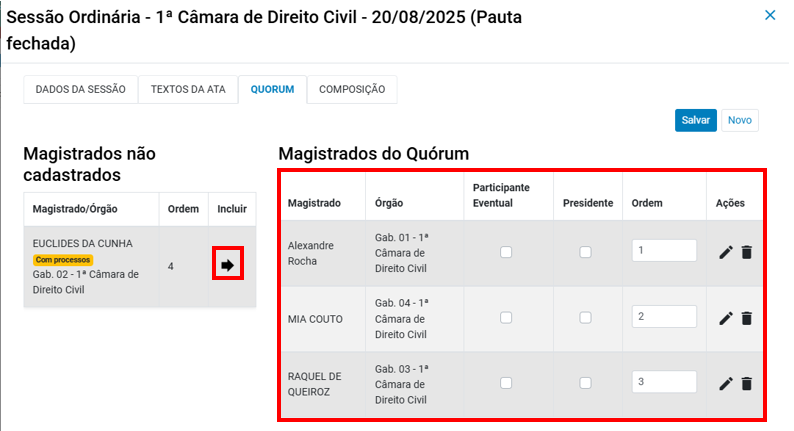 Sessão Ordinária - 1ª Câmara de Direito Civil - 20/08/2025 (Pauta
fechada)
DADOS DA SESSÃO
TEXTOS DA ATA
QUORUM
COMPOSIÇÃO
Salvar
Novo
Magistrados não
cadastrados
Magistrado/Órgão
Ordem
Incluir
EUCLIDES DA CUNHA
Com processos
Gab. 02 - 1ª Câmara de
Direito Civil
4
Magistrados do Quórum
Magistrado
Órgão
Participante
Eventual
Presidente
Ordem
Ações
Alexandre
Rocha
Gab. 01 - 1ª
Câmara de
Direito Civil
1
MIA COUTO
Gab. 04 - 1ª
Câmara de
Direito Civil
2
RAQUEL DE
QUEIROZ
Gab. 03 - 1ª
Câmara de
Direito Civil
3